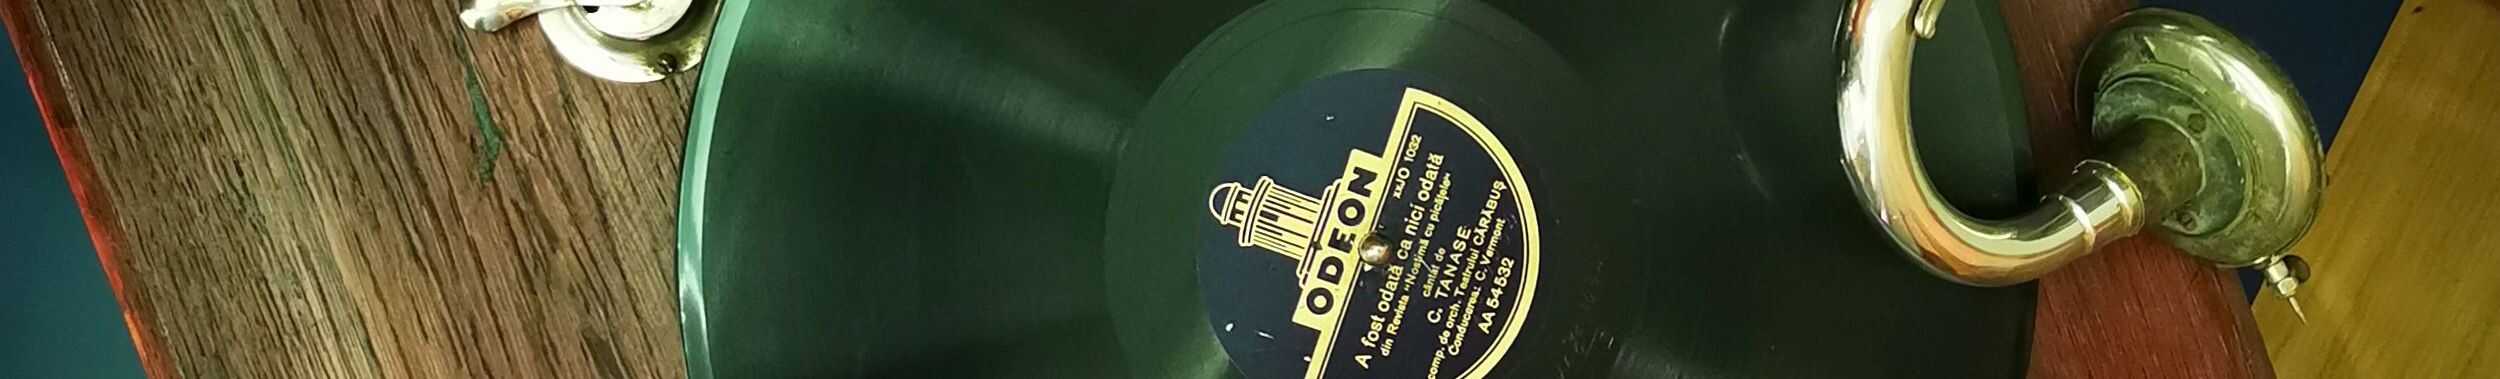 ODEON
xxJO 1032
A fost odată ca nici odată
din Revista "Nostimă cu picățele"
cântat de
C. TANASE
comp. de orch. Teatrului CĂRĂBUȘ
Conducerea: C. Vermont
AA 54532